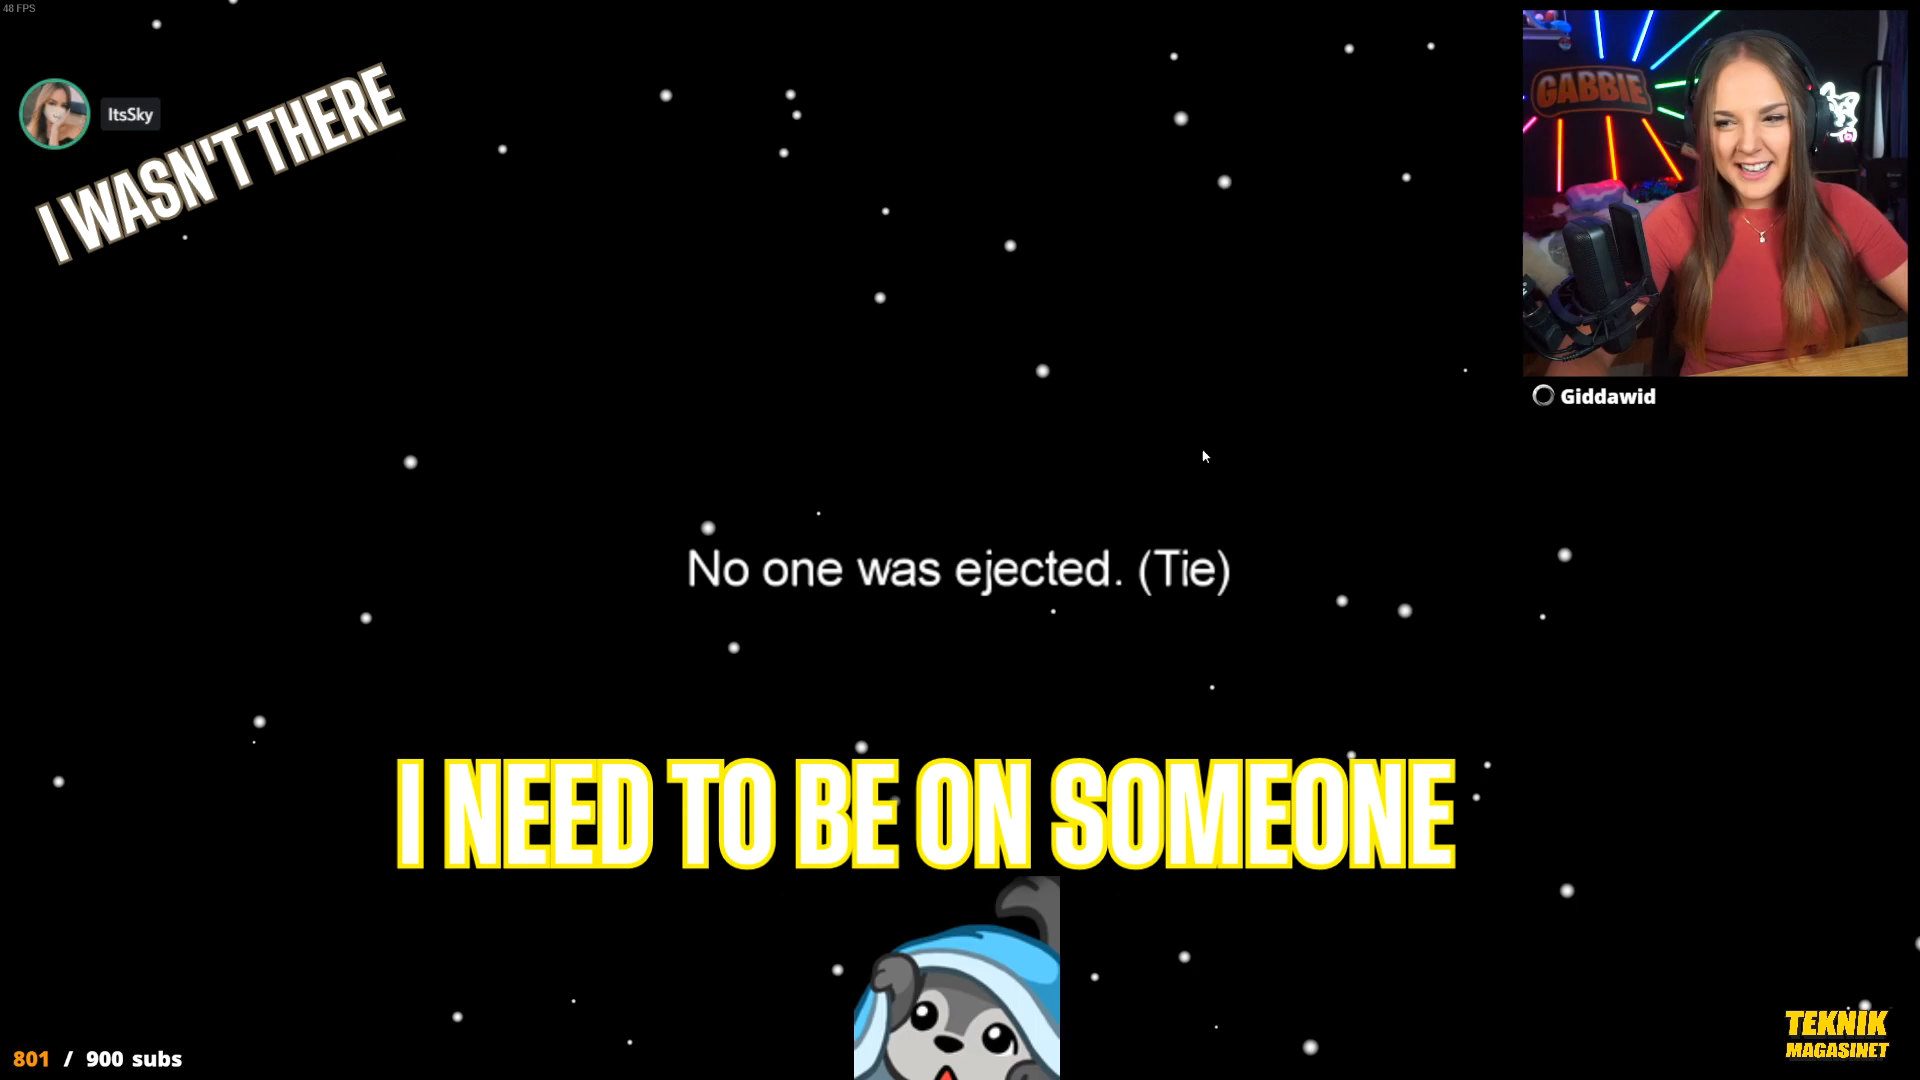 48 FPS
ItsSky
I WASN'T THERE
GABBIE
Giddawid
No one was ejected. (Tie)
I NEED TO BE ON SOMEONE
801 / 900 subs
TEKNIK
MAGASINET